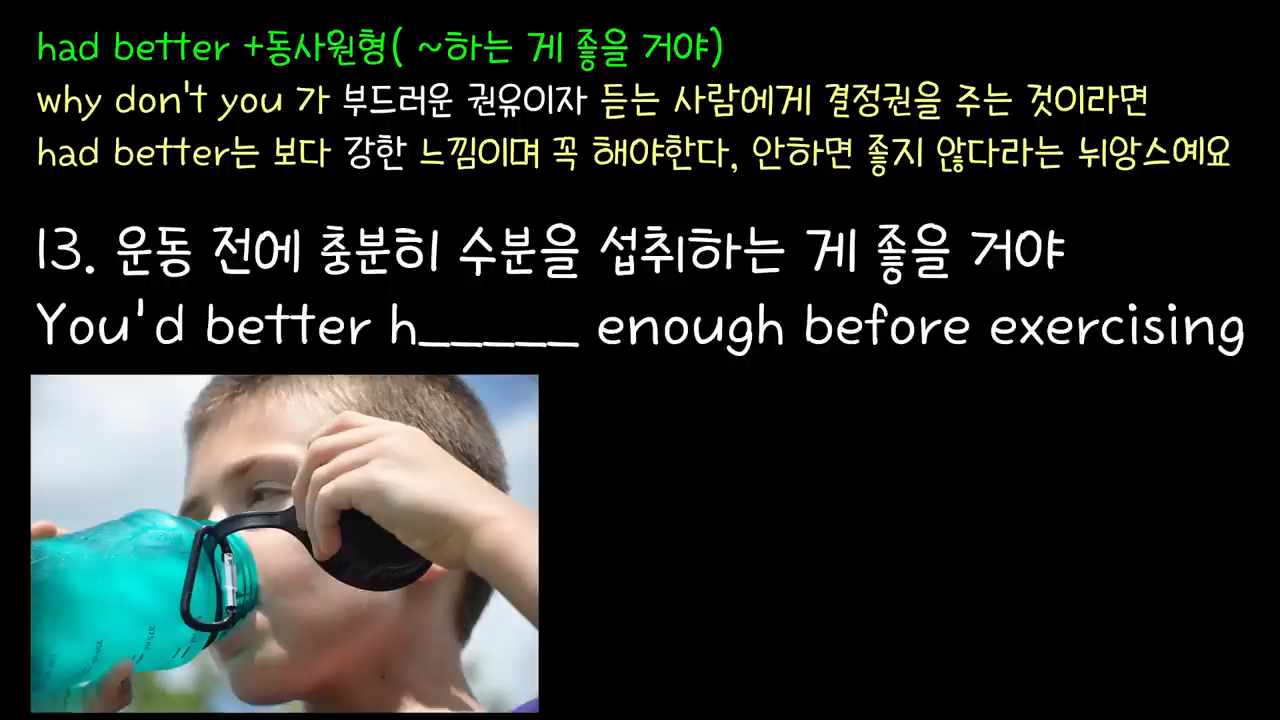 had better +동사원형( ~하는 게 좋을 거야)
why don't you 가 부드러운 권유이자 듣는 사람에게 결정권을 주는 것이라면
had better는 보다 강한 느낌이며 꼭 해야한다, 안하면 좋지 않다라는 뉘앙스예요
13. 운동 전에 충분히 수분을 섭취하는 게 좋을 거야
You'd better h_____ enough before exercising